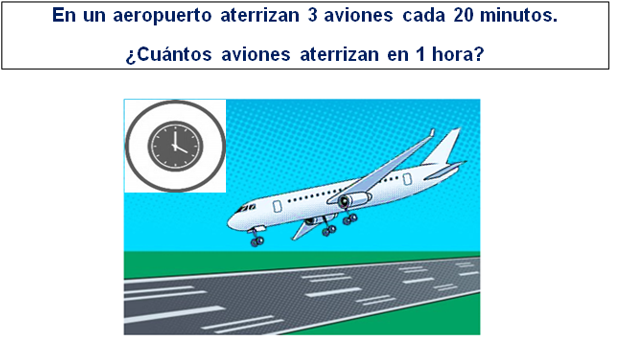 En un aeropuerto aterrizan 3 aviones cada 20 minutos.
¿Cuántos aviones aterrizan en 1 hora?